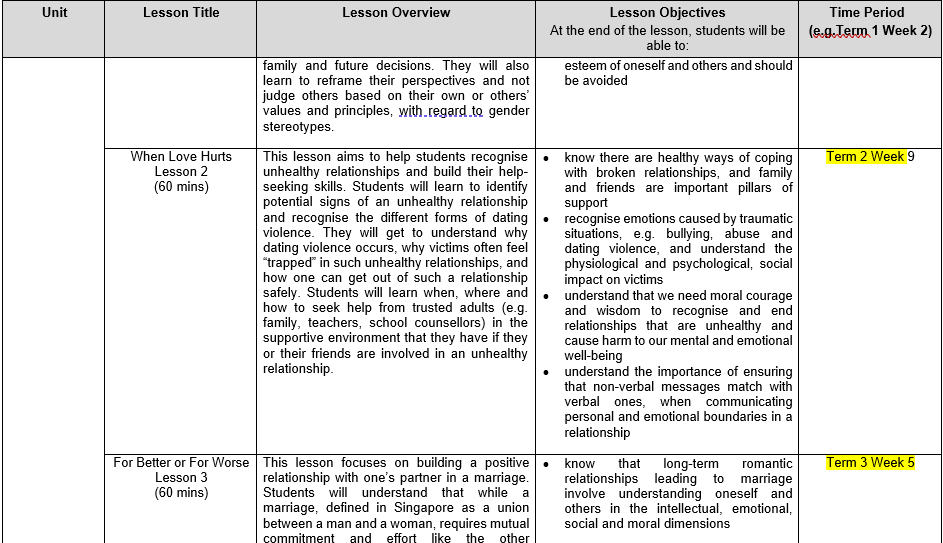 Unit
Lesson Title
Lesson Overview
Lesson Objectives
At the end of the lesson, students will be
able to:
Time Period
(e.g.Term 1 Week 2)
family and future decisions. They will also
learn to reframe their perspectives and not
judge others based on their own or others'
values and principles, with regard to gender
stereotypes.
esteem of oneself and others and should
be avoided
When Love Hurts
Lesson 2
(60 mins)
This lesson aims to help students recognise
unhealthy relationships and build their help-
seeking skills. Students will learn to identify
potential signs of an unhealthy relationship
and recognise the different forms of dating
violence. They will get to understand why
dating violence occurs, why victims often feel
“trapped” in such unhealthy relationships, and
how one can get out of such a relationship
safely. Students will learn when, where and
how to seek help from trusted adults (e.g.
family, teachers, school counsellors) in the
supportive environment that they have if they
or their friends are involved in an unhealthy
relationship.
• know there are healthy ways of coping
with broken relationships, and family
and friends are important pillars of
support
• recognise emotions caused by traumatic
situations, e.g. bullying, abuse and
dating violence, and understand the
physiological and psychological, social
impact on victims
• understand that we need moral courage
and wisdom to recognise and end
relationships that are unhealthy and
cause harm to our mental and emotional
well-being
• understand the importance of ensuring
that non-verbal messages match with
verbal ones, when communicating
personal and emotional boundaries in a
relationship
Term 2 Week 9
For Better or For Worse
Lesson 3
(60 mins)
This lesson focuses on building a positive
relationship with one's partner in a marriage.
Students will understand that while a
marriage, defined in Singapore as a union
between a man and a woman, requires mutual
commitment and effort like the other
• know that long-term romantic
relationships leading to marriage
involve understanding oneself and
others in the intellectual, emotional,
social and moral dimensions
Term 3 Week 5